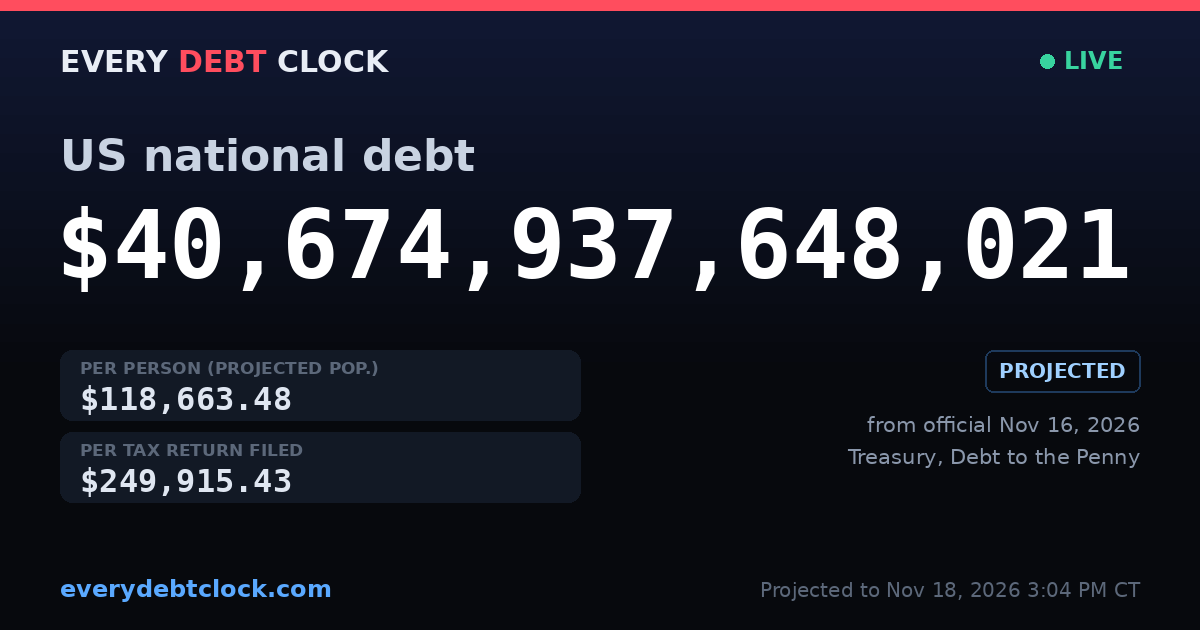 EVERY DEBT CLOCK
LIVE
US national debt
$40,674,937,648,021
PER PERSON (PROJECTED POP.)
$118,663.48
PER TAX RETURN FILED
$249,915.43
PROJECTED
from official Nov 16, 2026
Treasury, Debt to the Penny
everydebtclock.com
Projected to Nov 18, 2026 3:04 PM CT